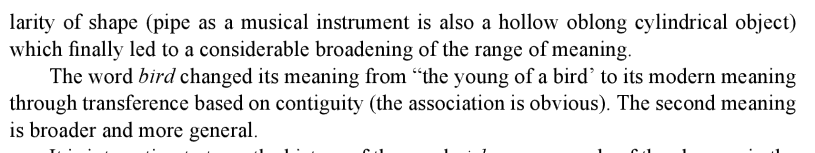 larity of shape (pipe as a musical instrument is also a hollow oblong cylindrical object)
which finally led to a considerable broadening of the range of meaning.
The word bird changed its meaning from “the young of a bird’ to its modern meaning
through transference based on contiguity (the association is obvious). The second meaning
is broader and more general.